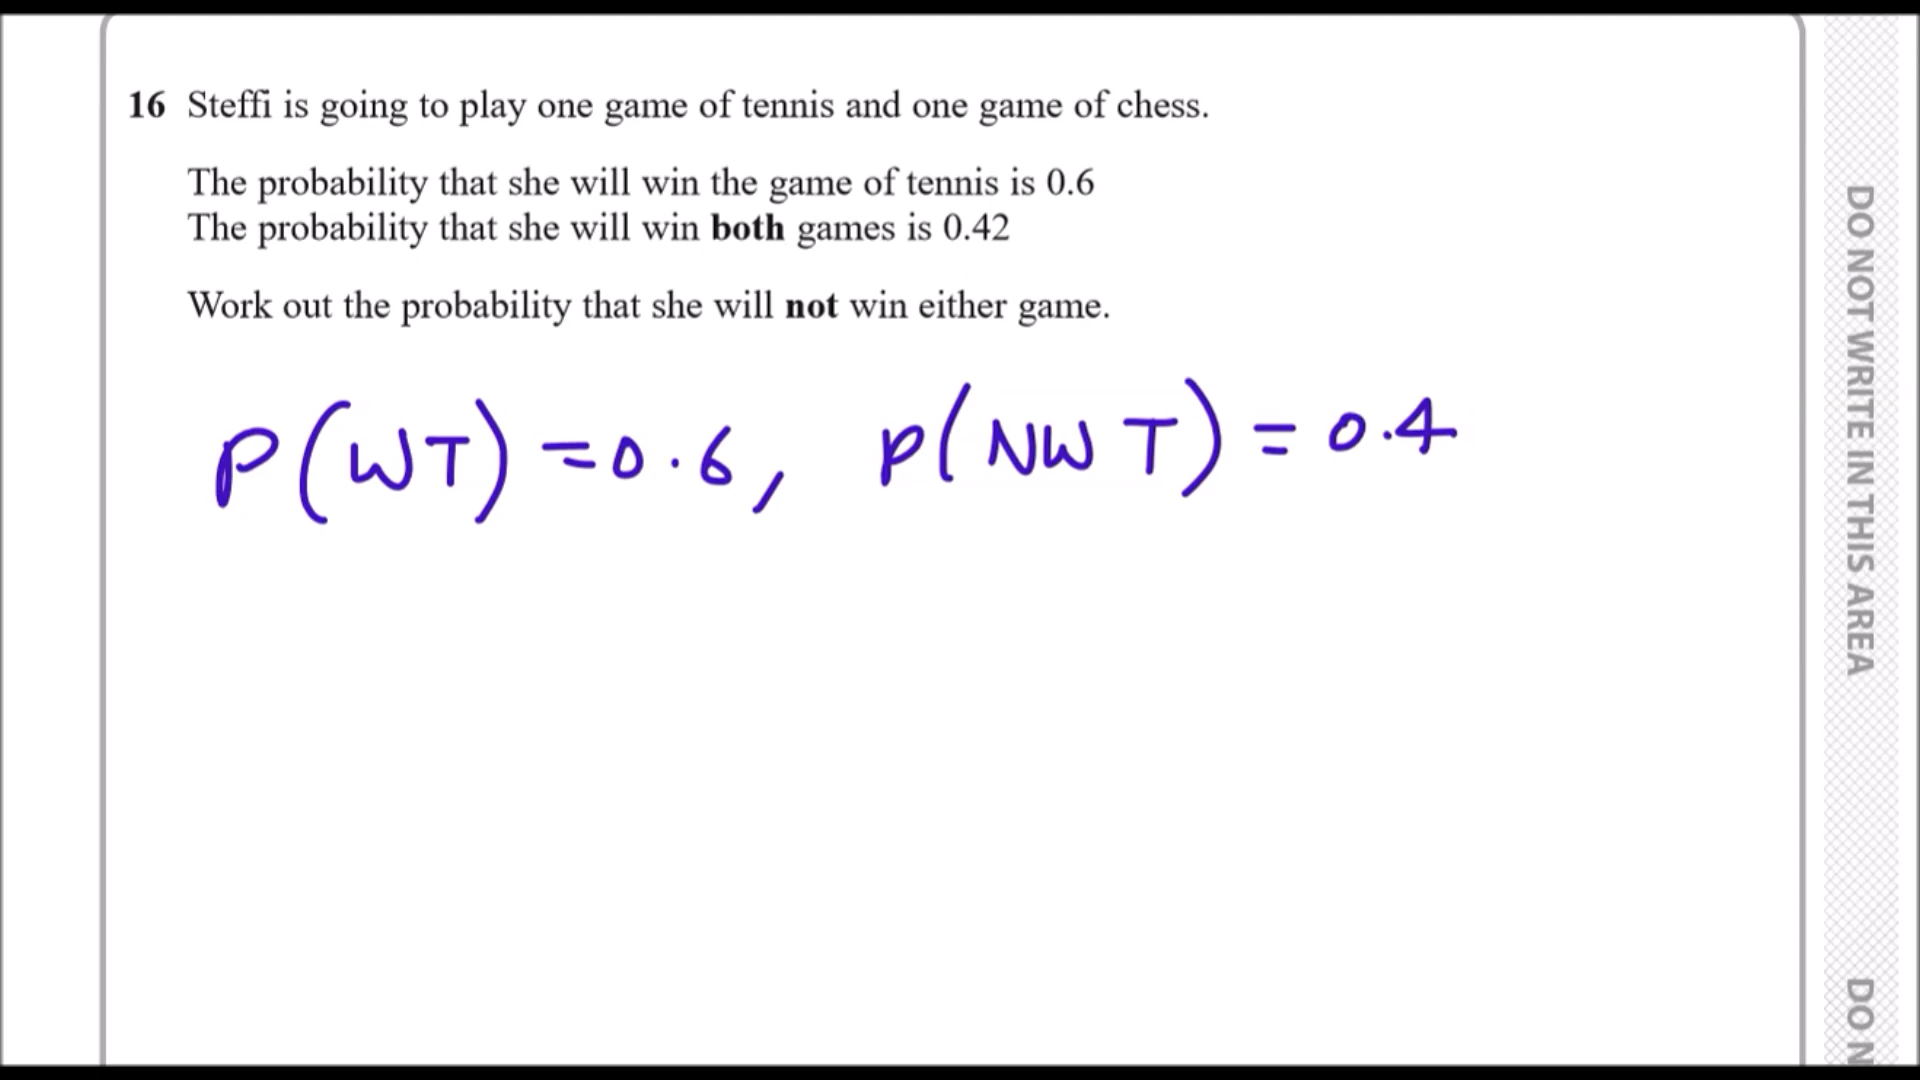 16 Steffi is going to play one game of tennis and one game of chess.
The probability that she will win the game of tennis is 0.6
The probability that she will win both games is 0.42
Work out the probability that she will not win either game.
P(WT) = 0.6, P(NWT) = 0.4
DO NOT WRITE IN THIS AREA
DO N